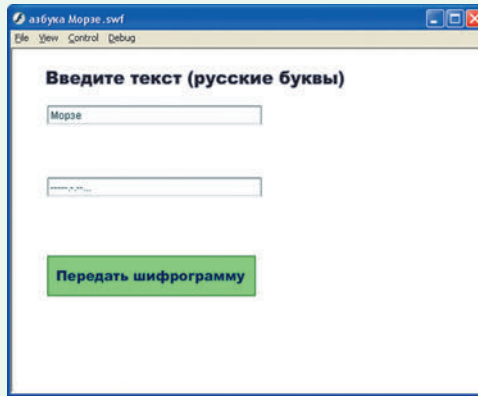 азбука Морзе.swf
File View Control Debug
Введите текст (русские буквы)
Морзе
-----.-.--...
Передать шифрограмму